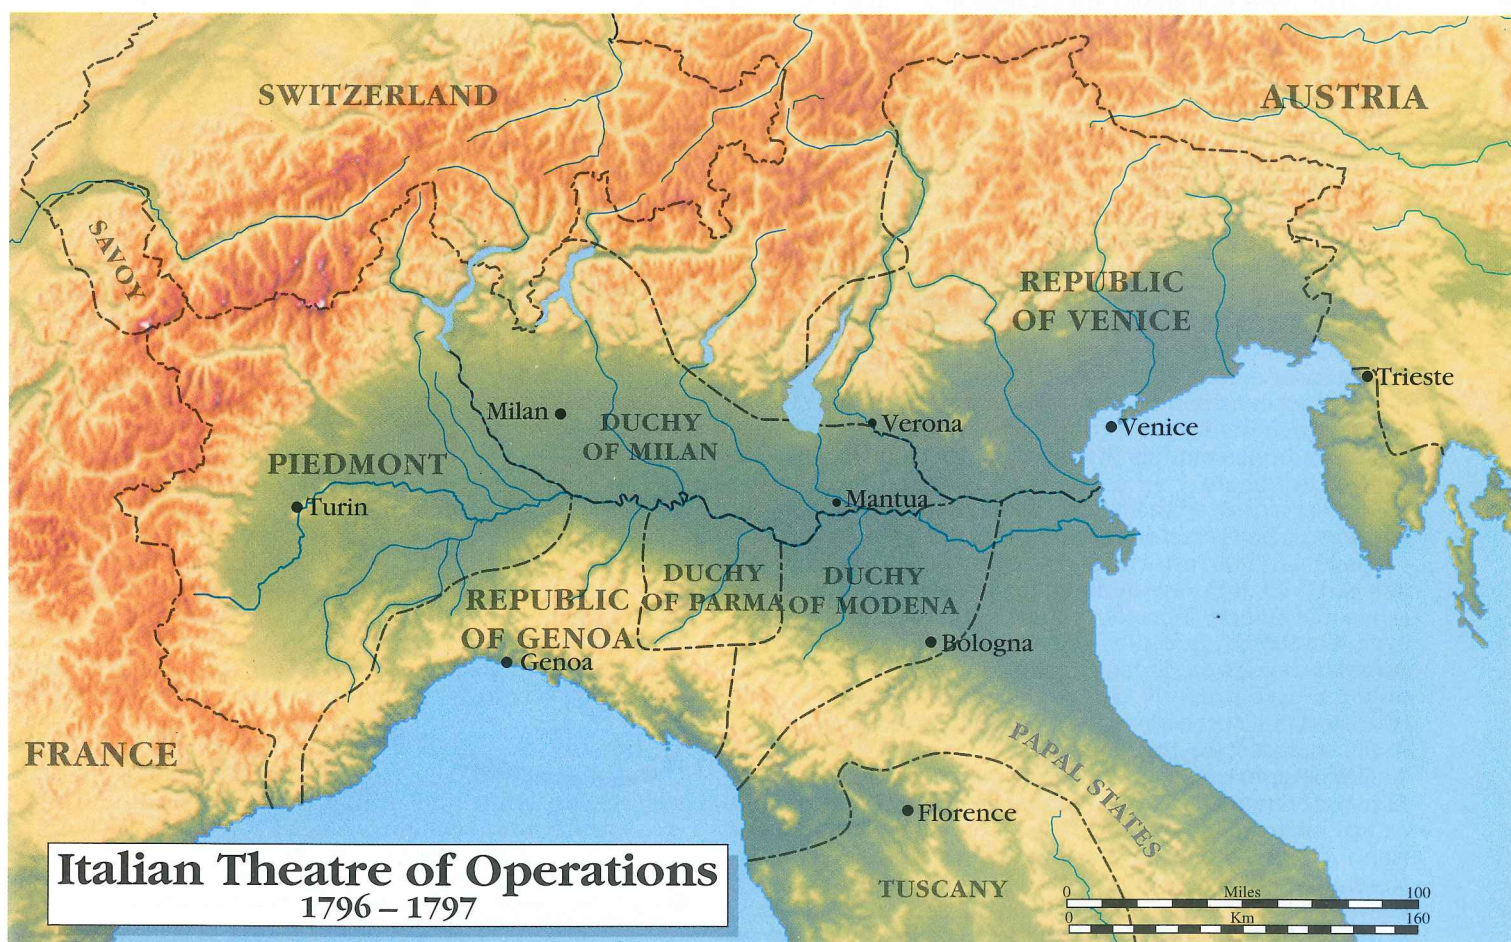 SWITZERLAND
AUSTRIA
SAVOY
REPUBLIC
OF VENICE
Trieste
Milan
DUCHY
OF MILAN
Verona
Venice
PIEDMONT
Turin
Mantua
DUCHY
OF PARMA
DUCHY
OF MODENA
REPUBLIC
OF GENOA
Bologna
Genoa
FRANCE
PAPAL STATES
Florence
TUSCANY
Italian Theatre of Operations
1796 – 1797
0 Miles 100
0 Km 160